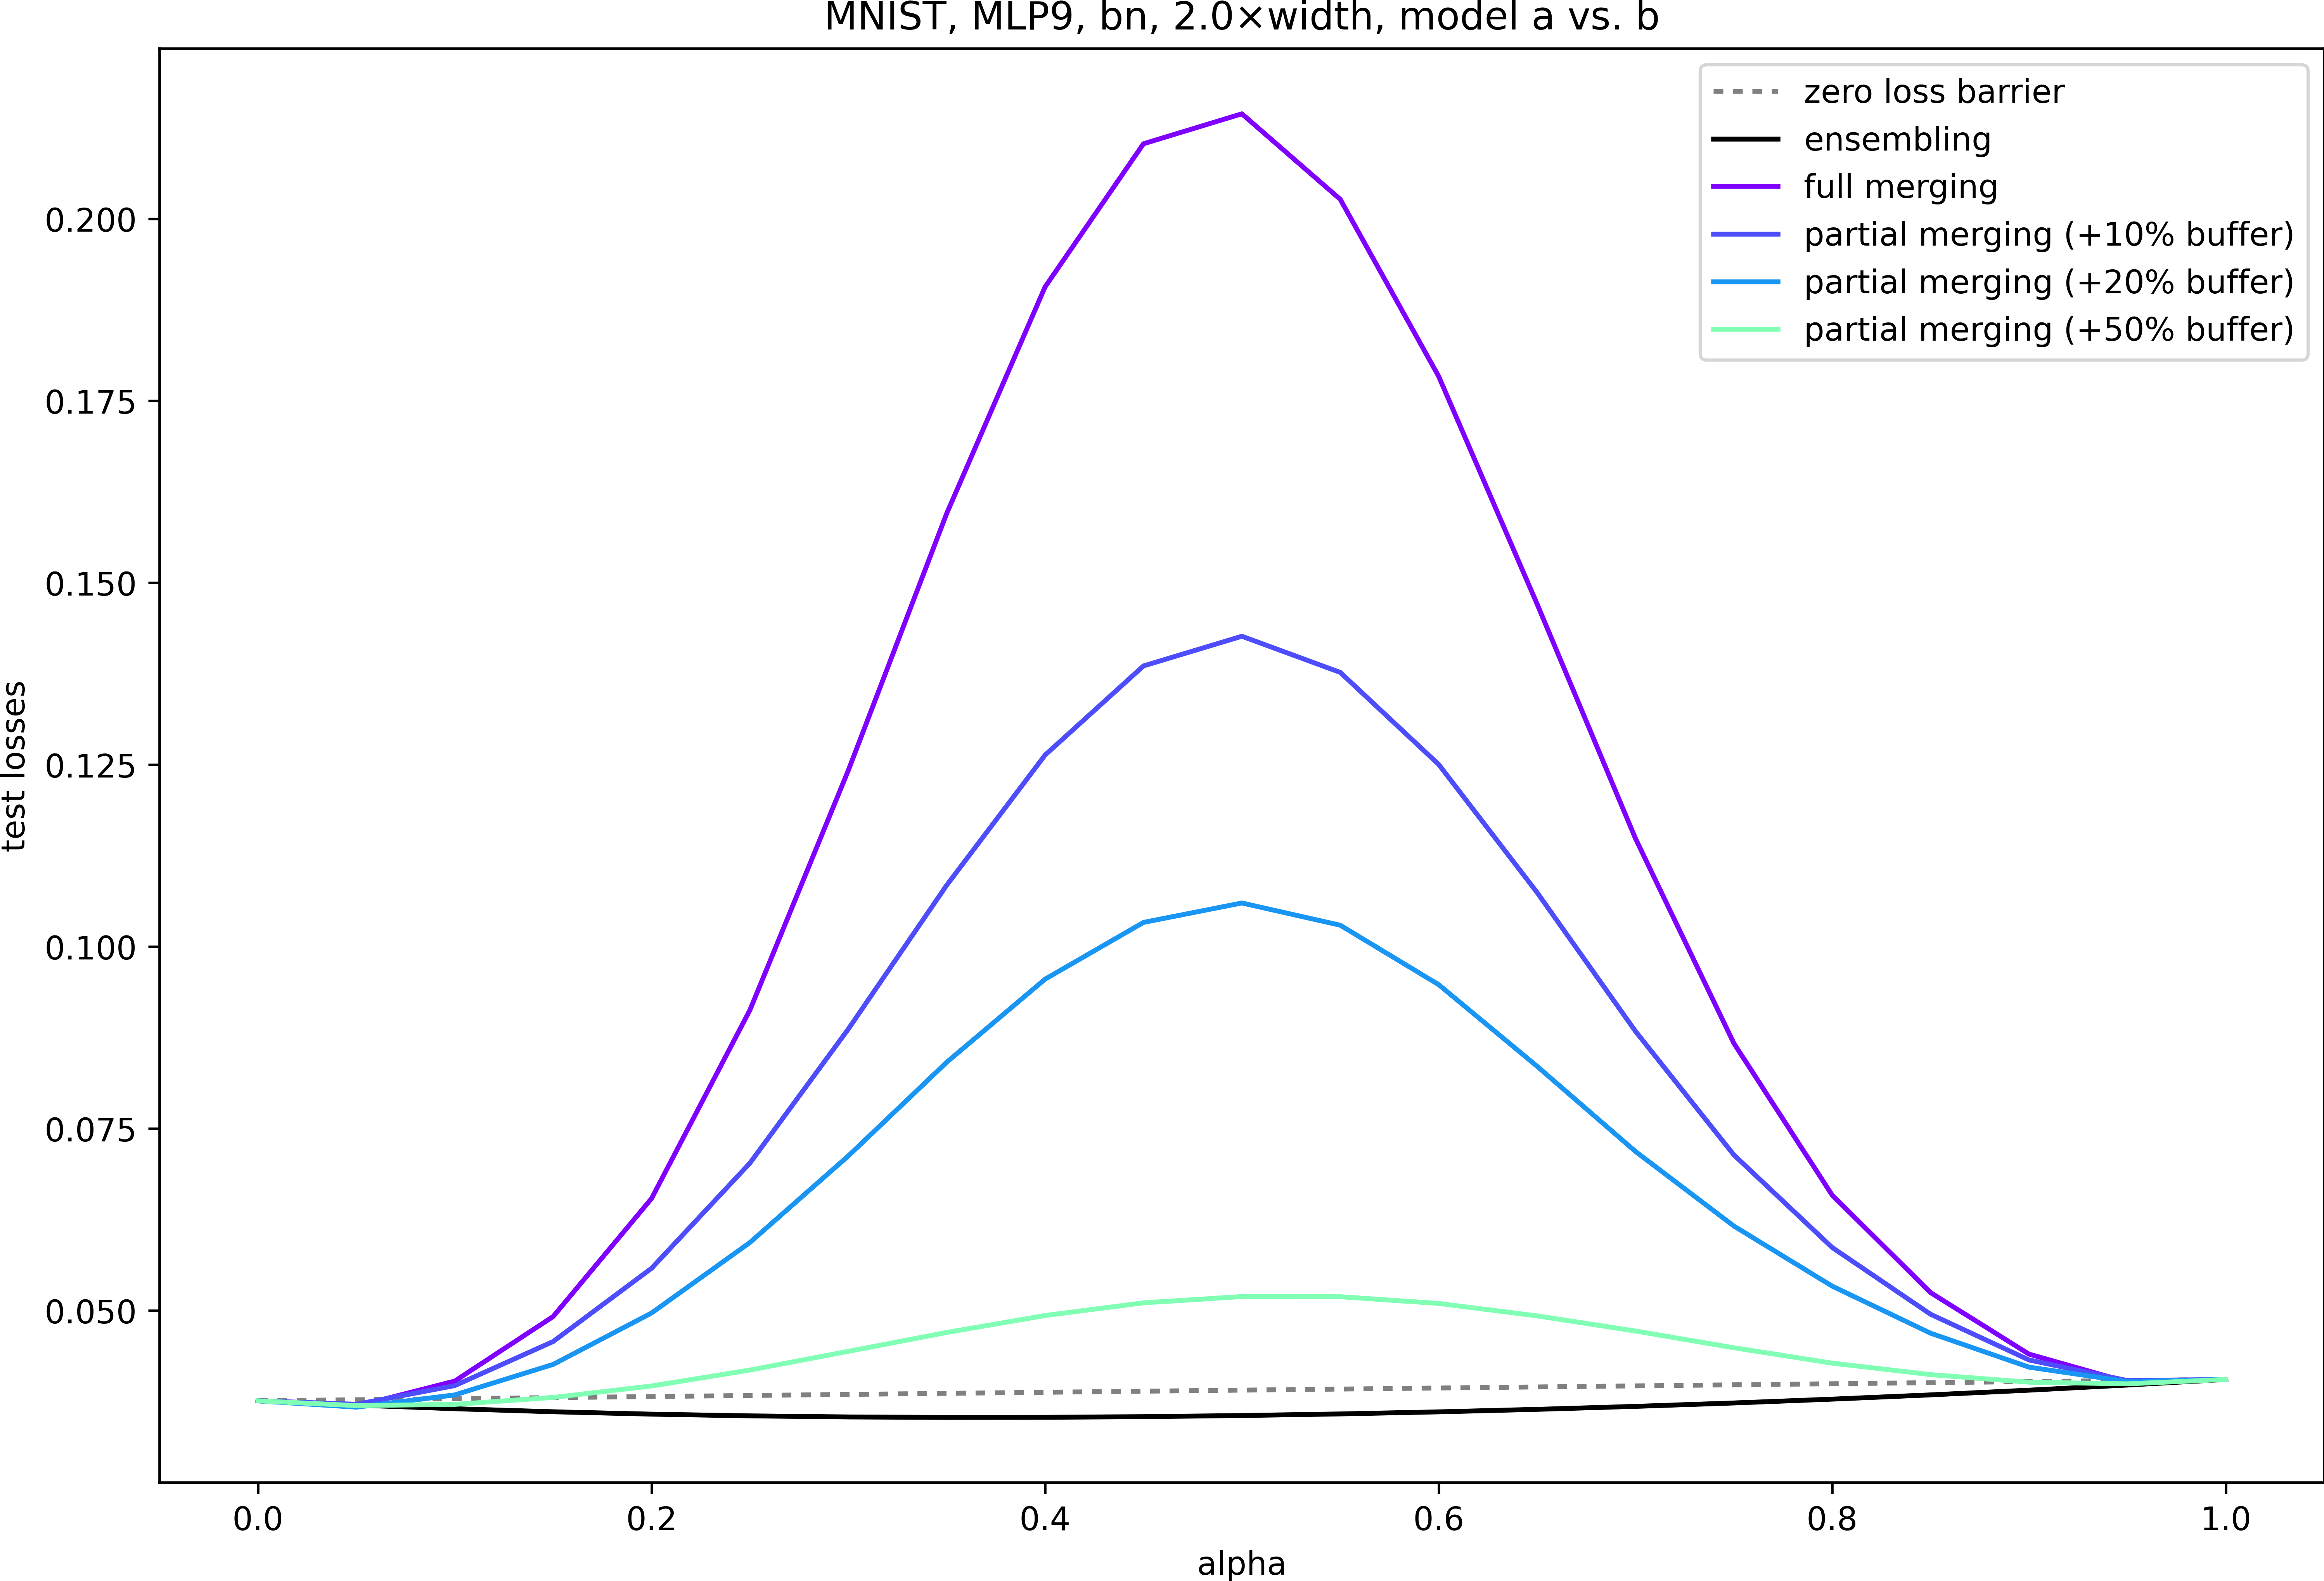 MNIST, MLP9, bn, 2.0×width, model a vs. b
zero loss barrier
ensembling
full merging
partial merging (+10% buffer)
partial merging (+20% buffer)
partial merging (+50% buffer)
test losses
0.200
0.175
0.150
0.125
0.100
0.075
0.050
0.0 0.2 0.4 0.6 0.8 1.0
alpha